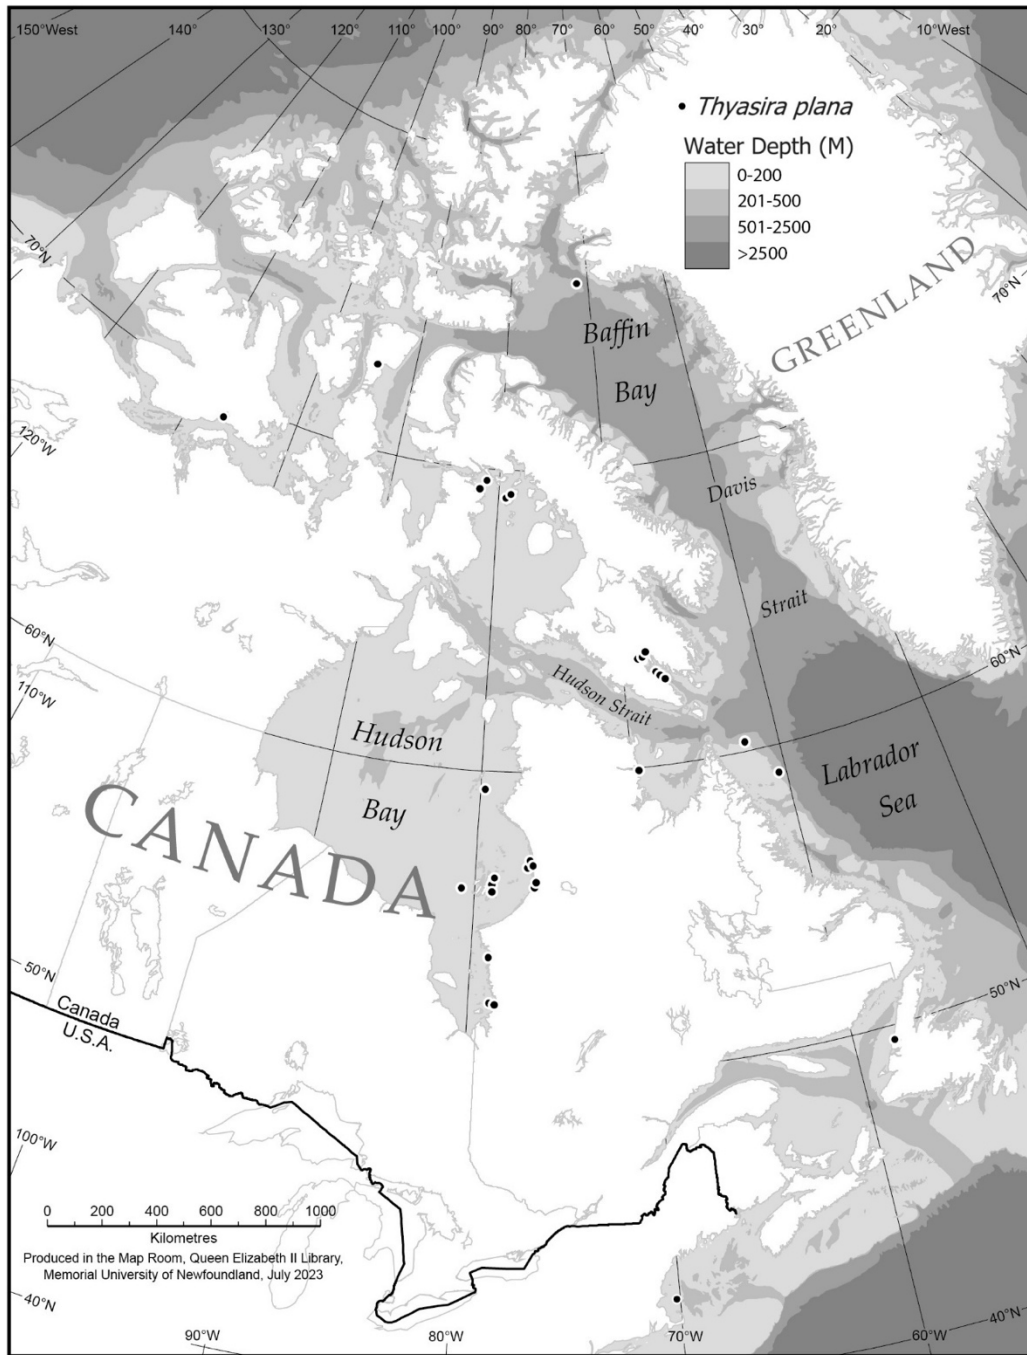 150°West
140°
130°
120°
110°
100°
90°
80°
70°
60°
50°
40°
30°
20°
10°West
Thyasira plana
Water Depth (M)
0-200
201-500
501-2500
>2500
70°N
70°N
GREENLAND
Baffin
Bay
120°W
Davis
Strait
60°N
60°N
110°W
Hudson Strait
Hudson
Bay
Labrador
Sea
CANADA
50°N
50°N
Canada
U.S.A.
100°W
0 200 400 600 800 1000
Kilometres
Produced in the Map Room, Queen Elizabeth II Library,
Memorial University of Newfoundland, July 2023
40°N
40°N
90°W
80°W
70°W
60°W